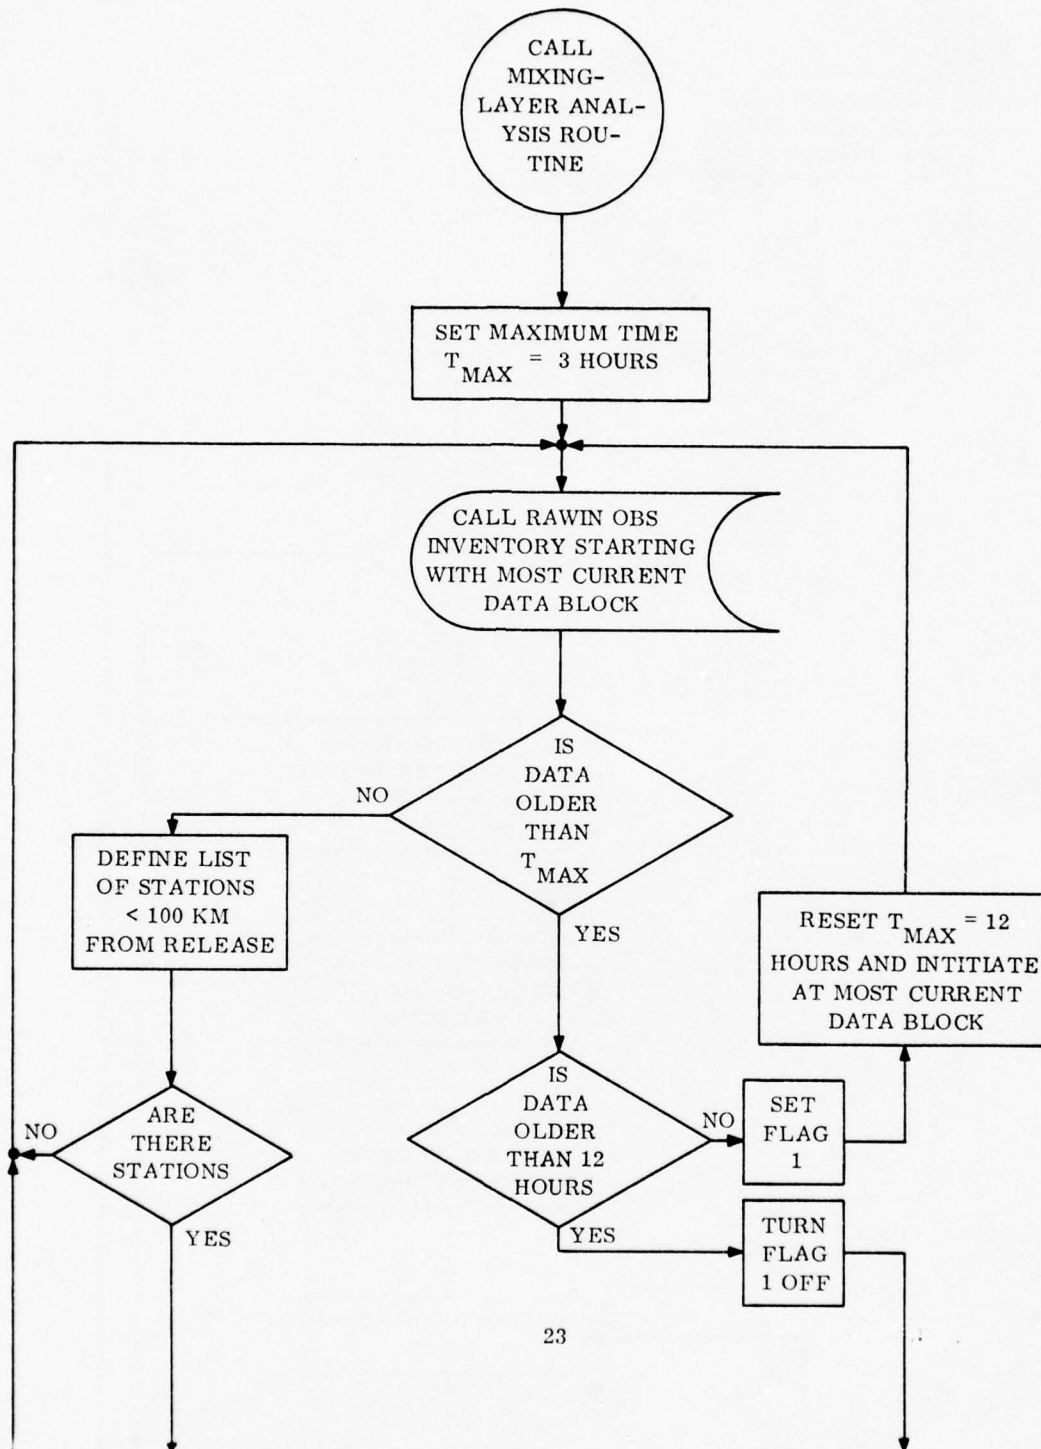 CALL
MIXING-
LAYER ANAL-
YSIS ROU-
TINE
SET MAXIMUM TIME
T MAX = 3 HOURS
CALL RAWIN OBS
INVENTORY STARTING
WITH MOST CURRENT
DATA BLOCK
IS
DATA
OLDER
THAN
T MAX
NO
YES
DEFINE LIST
OF STATIONS
< 100 KM
FROM RELEASE
RESET T MAX = 12
HOURS AND INTITIATE
AT MOST CURRENT
DATA BLOCK
ARE
THERE
STATIONS
NO
YES
IS
DATA
OLDER
THAN 12
HOURS
NO
SET
FLAG
1
YES
TURN
FLAG
1 OFF
23